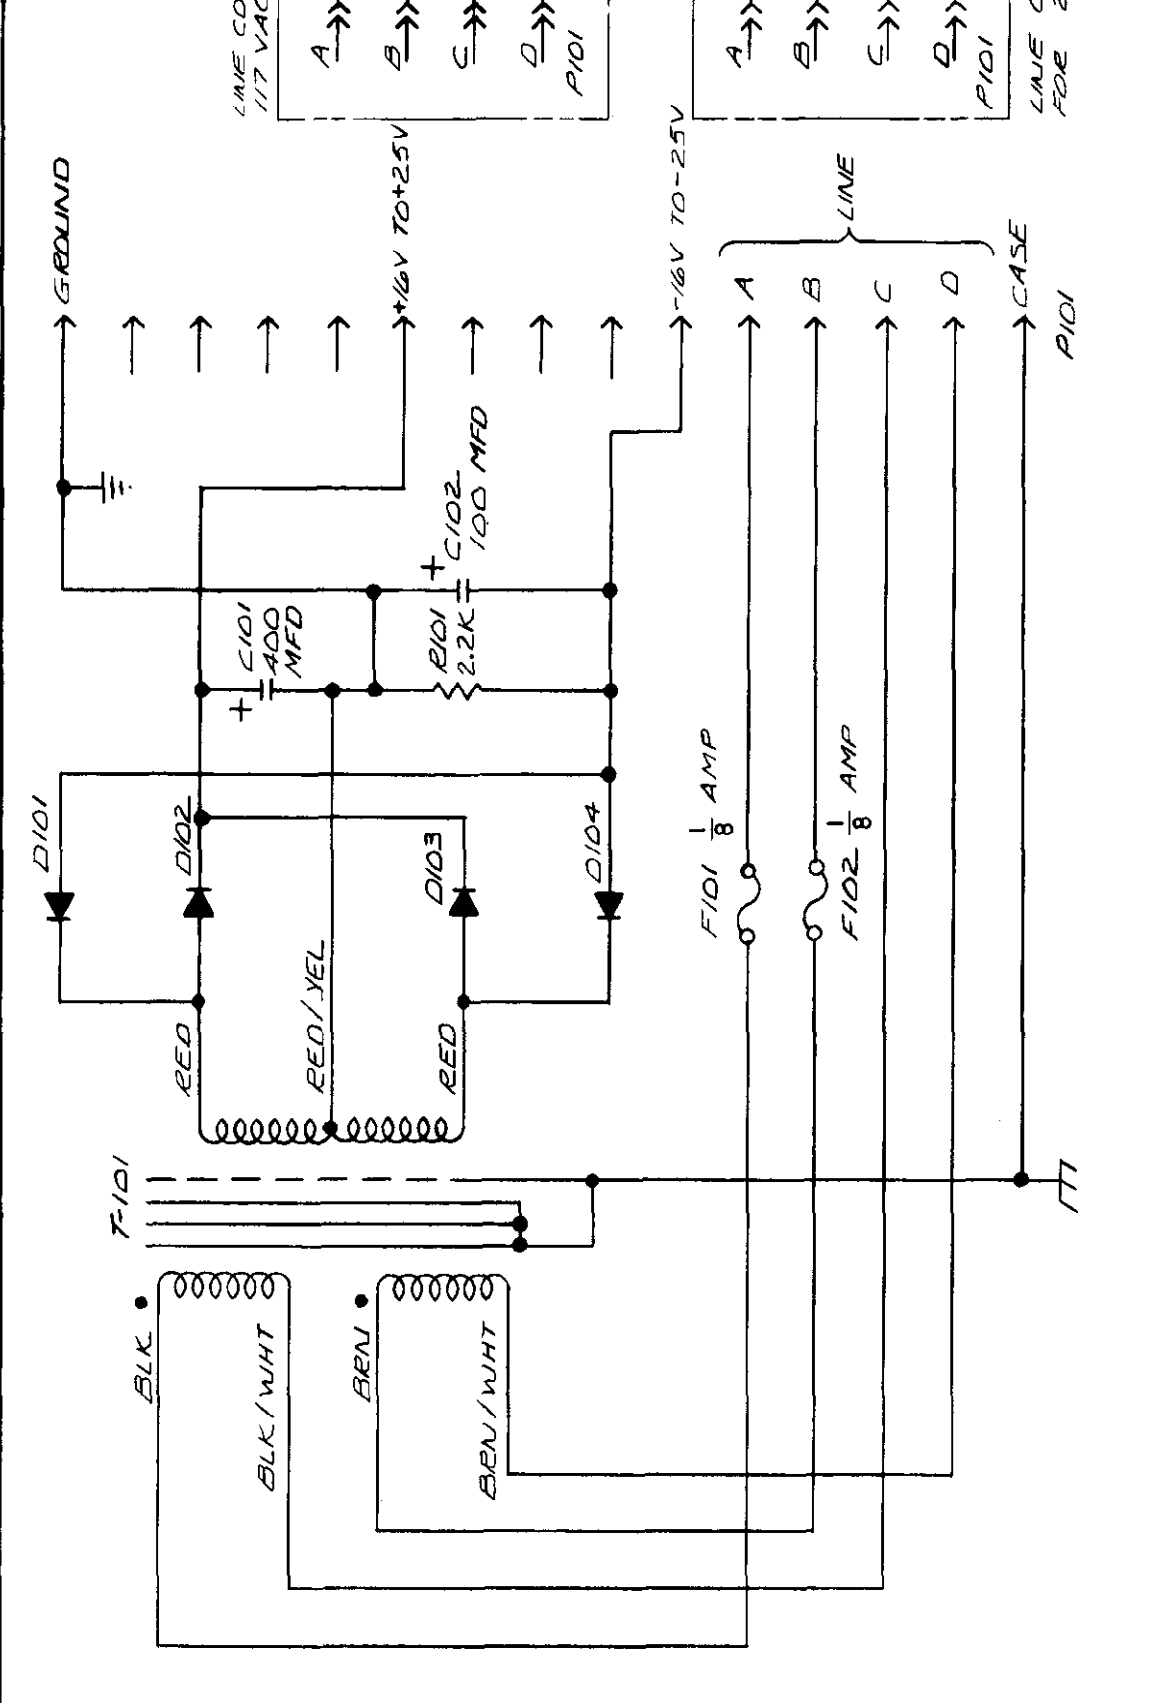 LINE CO
117 VAC
A
B
C
D
P101
A
B
C
D
P101
LINE C
FOR 2
GROUND
+16V TO+25V
-16V TO-25V
A
B
C
D
LINE
CASE
P101
C101
400
MFD
+
R101
2.2K
+
C102
100 MFD
D101
D102
D103
D104
F101 1/8 AMP
F102 1/8 AMP
RED
RED/YEL
RED
T-101
BLK
BLK/WHT
BRN
BRN/WHT